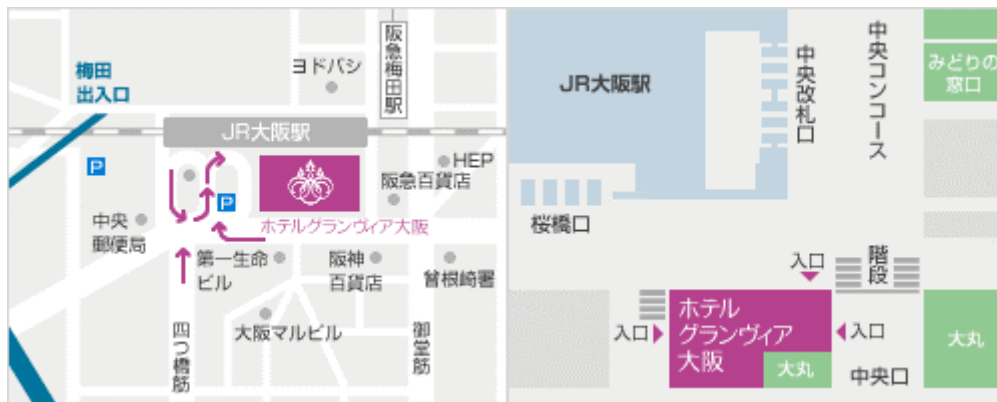 梅田
出入口
ヨドバシ
阪急梅田駅
JR大阪駅
P
HEP
阪急百貨店
P
ホテルグランヴィア大阪
中央
郵便局
第一生命
ビル
阪神
百貨店
曽根崎署
大阪マルビル
四つ橋筋
御堂筋
JR大阪駅
中央改札口
中央コンコース
みどりの
窓口
桜橋口
入口
階段
入口
ホテル
グランヴィア
大阪
大丸
入口
中央口
大丸